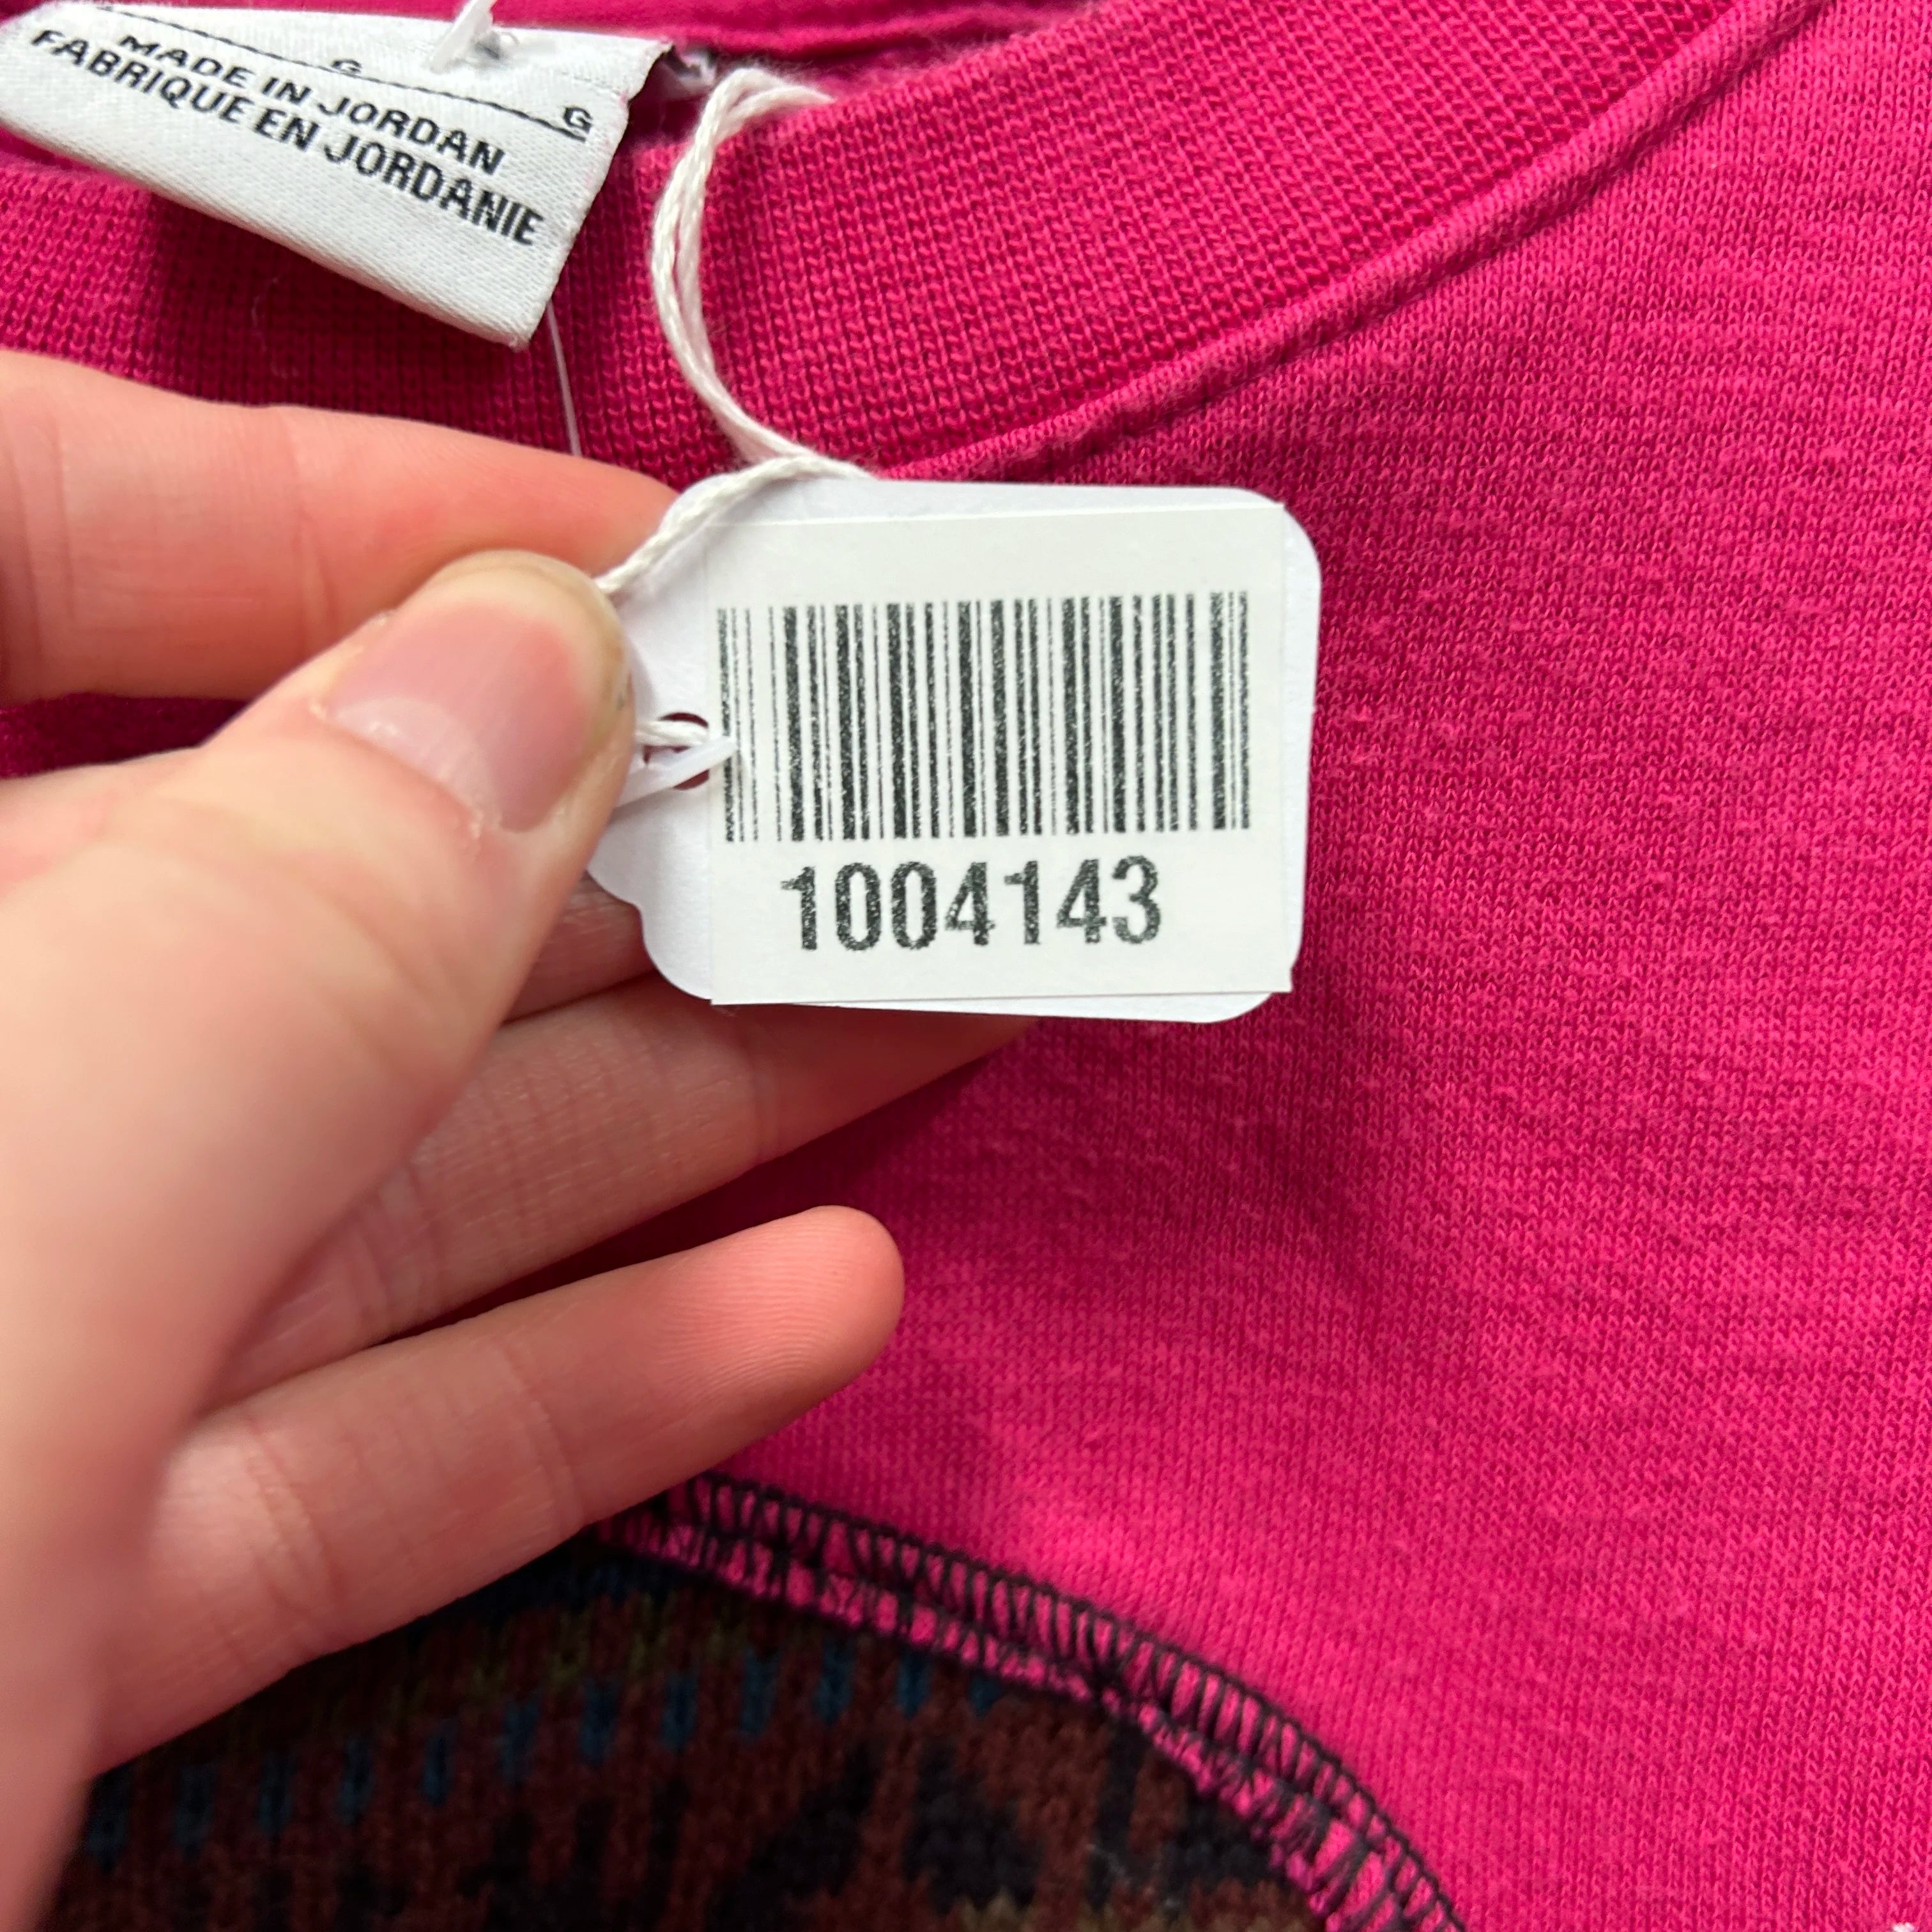 G
G
MADE IN JORDAN
FABRIQUE EN JORDANIE
1004143